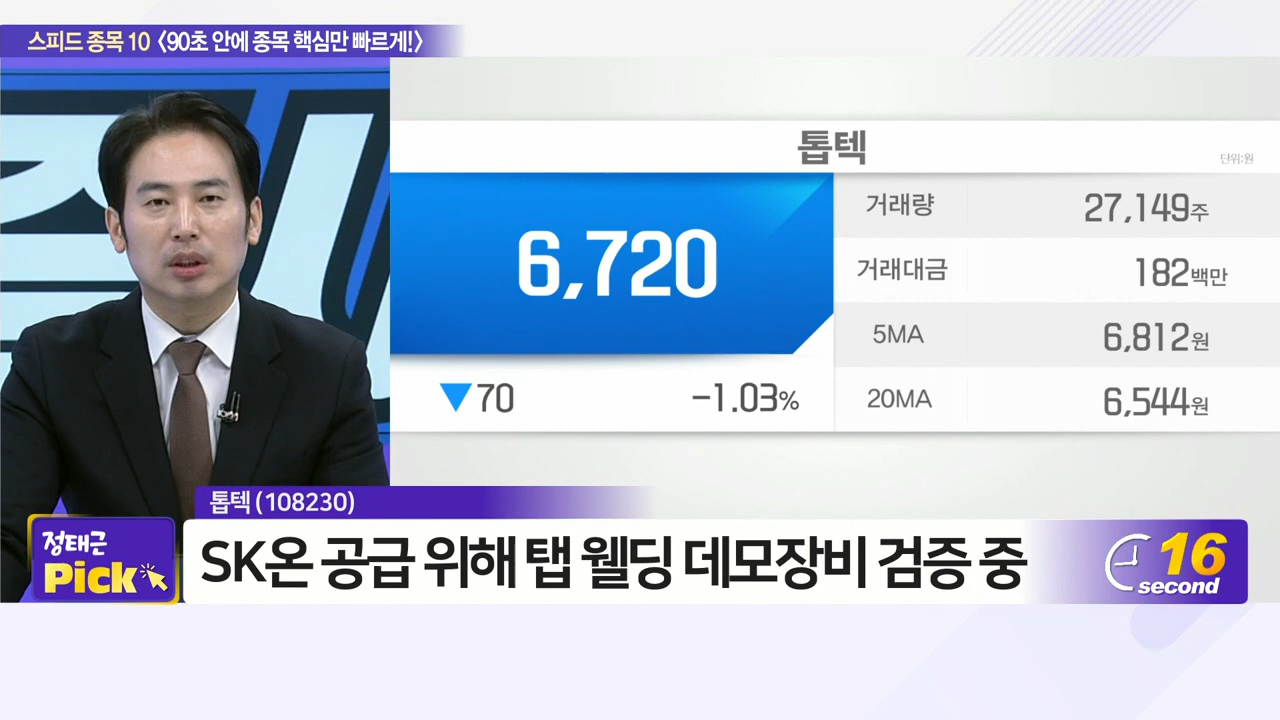 스피드 종목 10 〈90초 안에 종목 핵심만 빠르게!〉
톱텍
단위:원
6,720
▼70 -1.03%
거래량 27,149주
거래대금 182백만
5MA 6,812원
20MA 6,544원
톱텍 (108230)
정태근
Pick
SK온 공급 위해 탭 웰딩 데모장비 검증 중
16
second